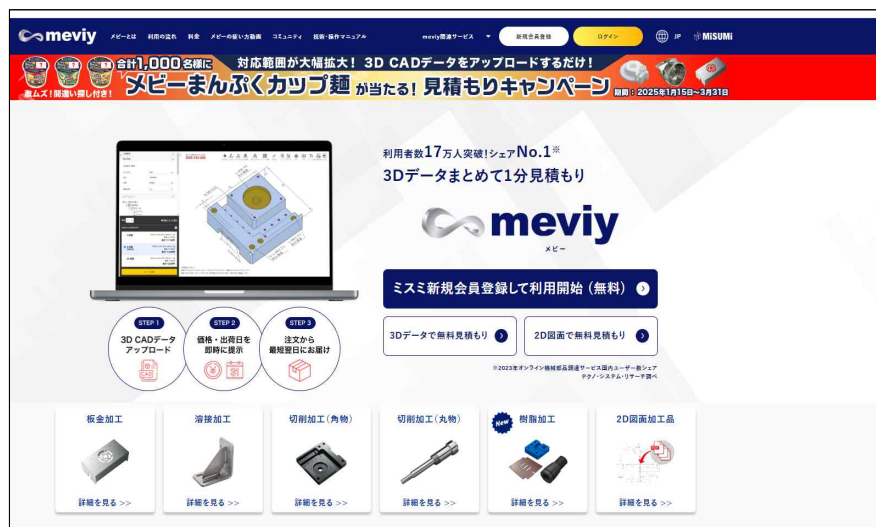 meviy
メビーとは 利用の流れ 料金 メビーの使い方動画 コミュニティ 技術・操作マニュアル meviy関連サービス 新規会員登録 ログイン JP MiSUMi
合計1,000名様に 対応範囲が大幅拡大! 3D CADデータをアップロードするだけ!
激ムズ!間違い探し付き! メビーまんぷくカップ麺 が当たる! 見積もりキャンペーン 期間:2025年1月15日~3月31日
利用者数17万人突破!シェアNo.1※
3Dデータまとめて1分見積もり
meviy
メビー
ミスミ新規会員登録して利用開始(無料)
3Dデータで無料見積もり
2D図面で無料見積もり
※2023年オンライン機械部品調達サービス国内ユーザー数シェア
テクノ・システム・リサーチ調べ
STEP 1
3D CADデータ
アップロード
CAD
STEP 2
価格・出荷日を
即時に提示
STEP 3
注文から
最短翌日にお届け
板金加工
詳細を見る >>
溶接加工
詳細を見る >>
切削加工(角物)
詳細を見る >>
切削加工(丸物)
詳細を見る >>
New
樹脂加工
詳細を見る >>
2D図面加工品
詳細を見る >>